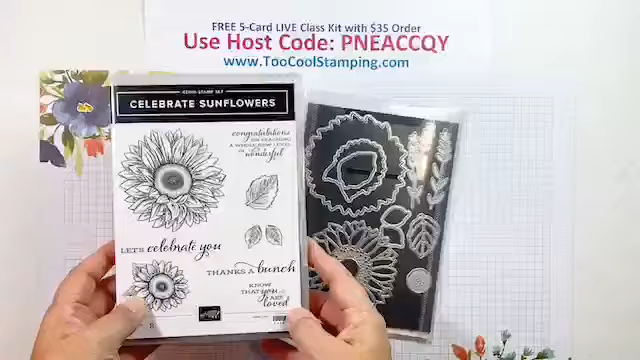 FREE 5-Card LIVE Class Kit with $35 Order
Use Host Code: PNEACCQY
www.TooCoolStamping.com
CELEBRATE SUNFLOWERS
congratulations
ON REACHING
A WHOLE NEW LEVEL
OF wonderful
LET'S celebrate you
THANKS A bunch
KNOW
THAT you
ARE
loved
8